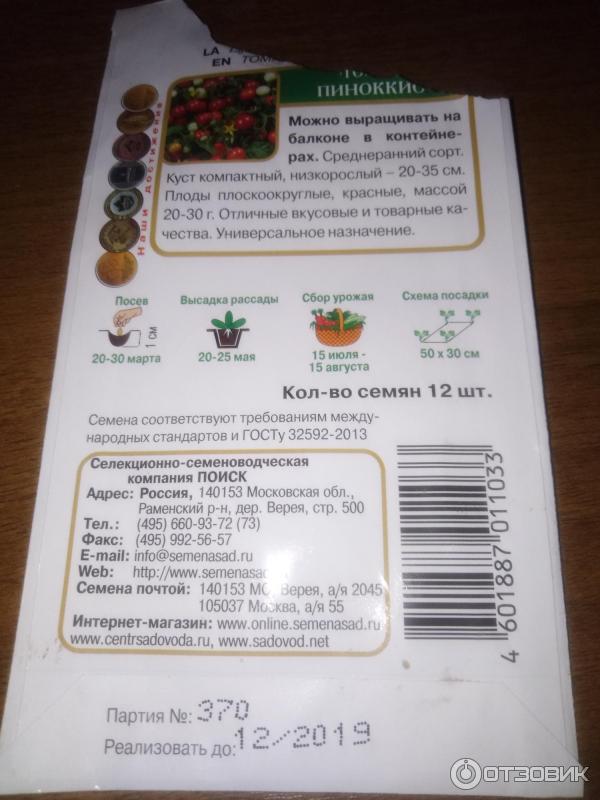 LA
EN TOM
ПИНОККИО
Наши достижения
Можно выращивать на
балконе в контейне-
рах. Среднеранний сорт.
Куст компактный, низкорослый – 20-35 см.
Плоды плоскоокруглые, красные, массой
20-30 г. Отличные вкусовые и товарные ка-
чества. Универсальное назначение.
Посев
1 см
20-30 марта
Высадка рассады
20-25 мая
Сбор урожая
15 июля -
15 августа
Схема посадки
50 x 30 см
Кол-во семян 12 шт.
Семена соответствуют требованиям между-
народных стандартов и ГОСТу 32592-2013
Селекционно-семеноводческая
компания ПОИСК
Адрес: Россия, 140153 Московская обл.,
Раменский р-н, дер. Верея, стр. 500
Тел.: (495) 660-93-72 (73)
Факс: (495) 992-56-57
E-mail: info@semenasad.ru
Web: http://www.semenasad
Семена почтой: 140153 МО, Верея, а/я 2045
105037 Москва, а/я 55
Интернет-магазин: www.online.semenasad.ru
www.centrsadovoda.ru, www.sadovod.net
4 601887 011033
Партия №: 370
Реализовать до: 12/2019
ОТЗОВИК